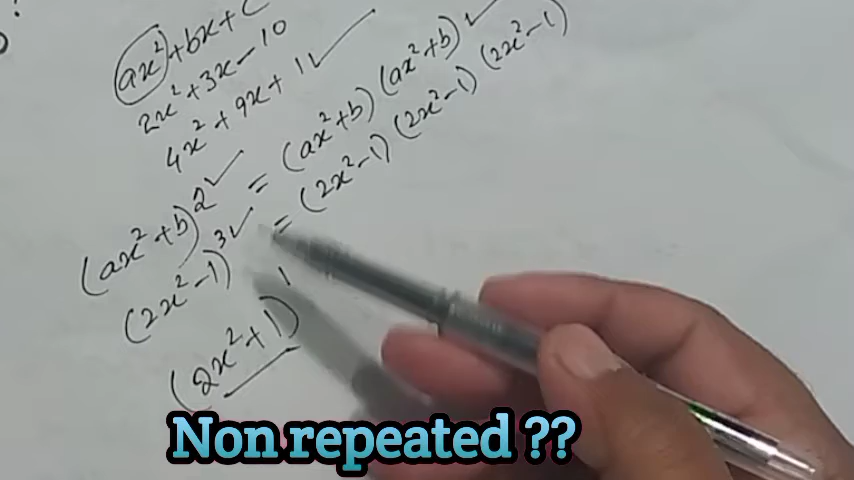 ax² + bx + c
2x² + 3x - 10
4x² + 9x + 1 ✓
(ax² + b)² ✓ = (ax² + b) (ax² + b) ✓
(2x² - 1)³ ✓ = (2x² - 1) (2x² - 1) (2x² - 1)
(2x² + 1)¹
Non repeated ??